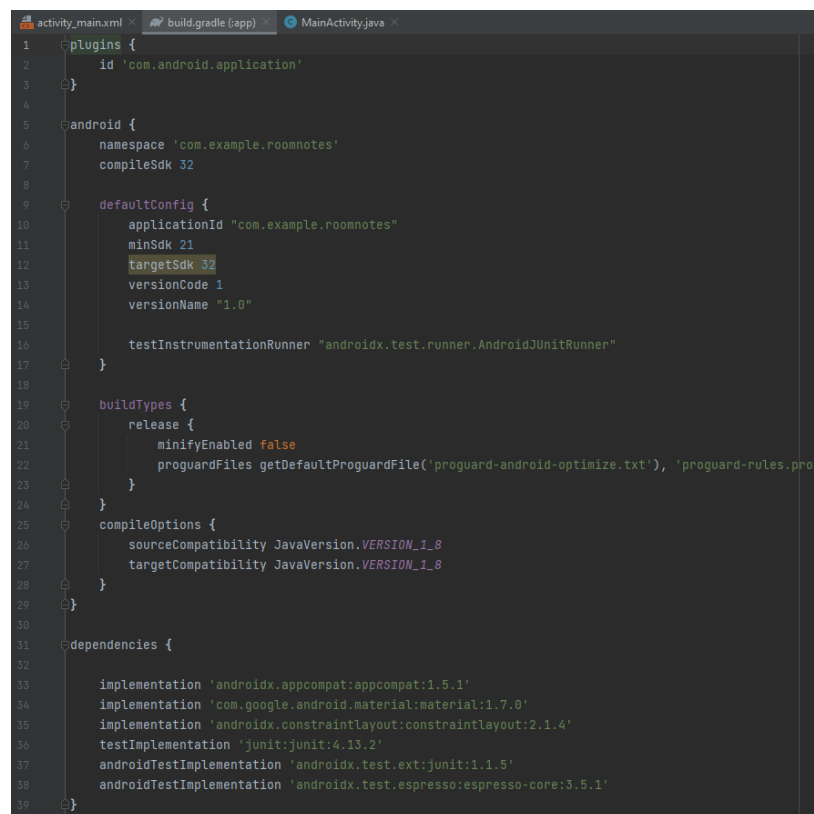 activity_main.xml build.gradle (:app) MainActivity.java
1 plugins {
2 id 'com.android.application'
3 }
4
5 android {
6 namespace 'com.example.roomnotes'
7 compileSdk 32
8
9 defaultConfig {
10 applicationId "com.example.roomnotes"
11 minSdk 21
12 targetSdk 32
13 versionCode 1
14 versionName "1.0"
15
16 testInstrumentationRunner "androidx.test.runner.AndroidJUnitRunner"
17 }
18
19 buildTypes {
20 release {
21 minifyEnabled false
22 proguardFiles getDefaultProguardFile('proguard-android-optimize.txt'), 'proguard-rules.pro
23 }
24 }
25 compileOptions {
26 sourceCompatibility JavaVersion.VERSION_1_8
27 targetCompatibility JavaVersion.VERSION_1_8
28 }
29 }
30
31 dependencies {
32
33 implementation 'androidx.appcompat:appcompat:1.5.1'
34 implementation 'com.google.android.material:material:1.7.0'
35 implementation 'androidx.constraintlayout:constraintlayout:2.1.4'
36 testImplementation 'junit:junit:4.13.2'
37 androidTestImplementation 'androidx.test.ext:junit:1.1.5'
38 androidTestImplementation 'androidx.test.espresso:espresso-core:3.5.1'
39 }